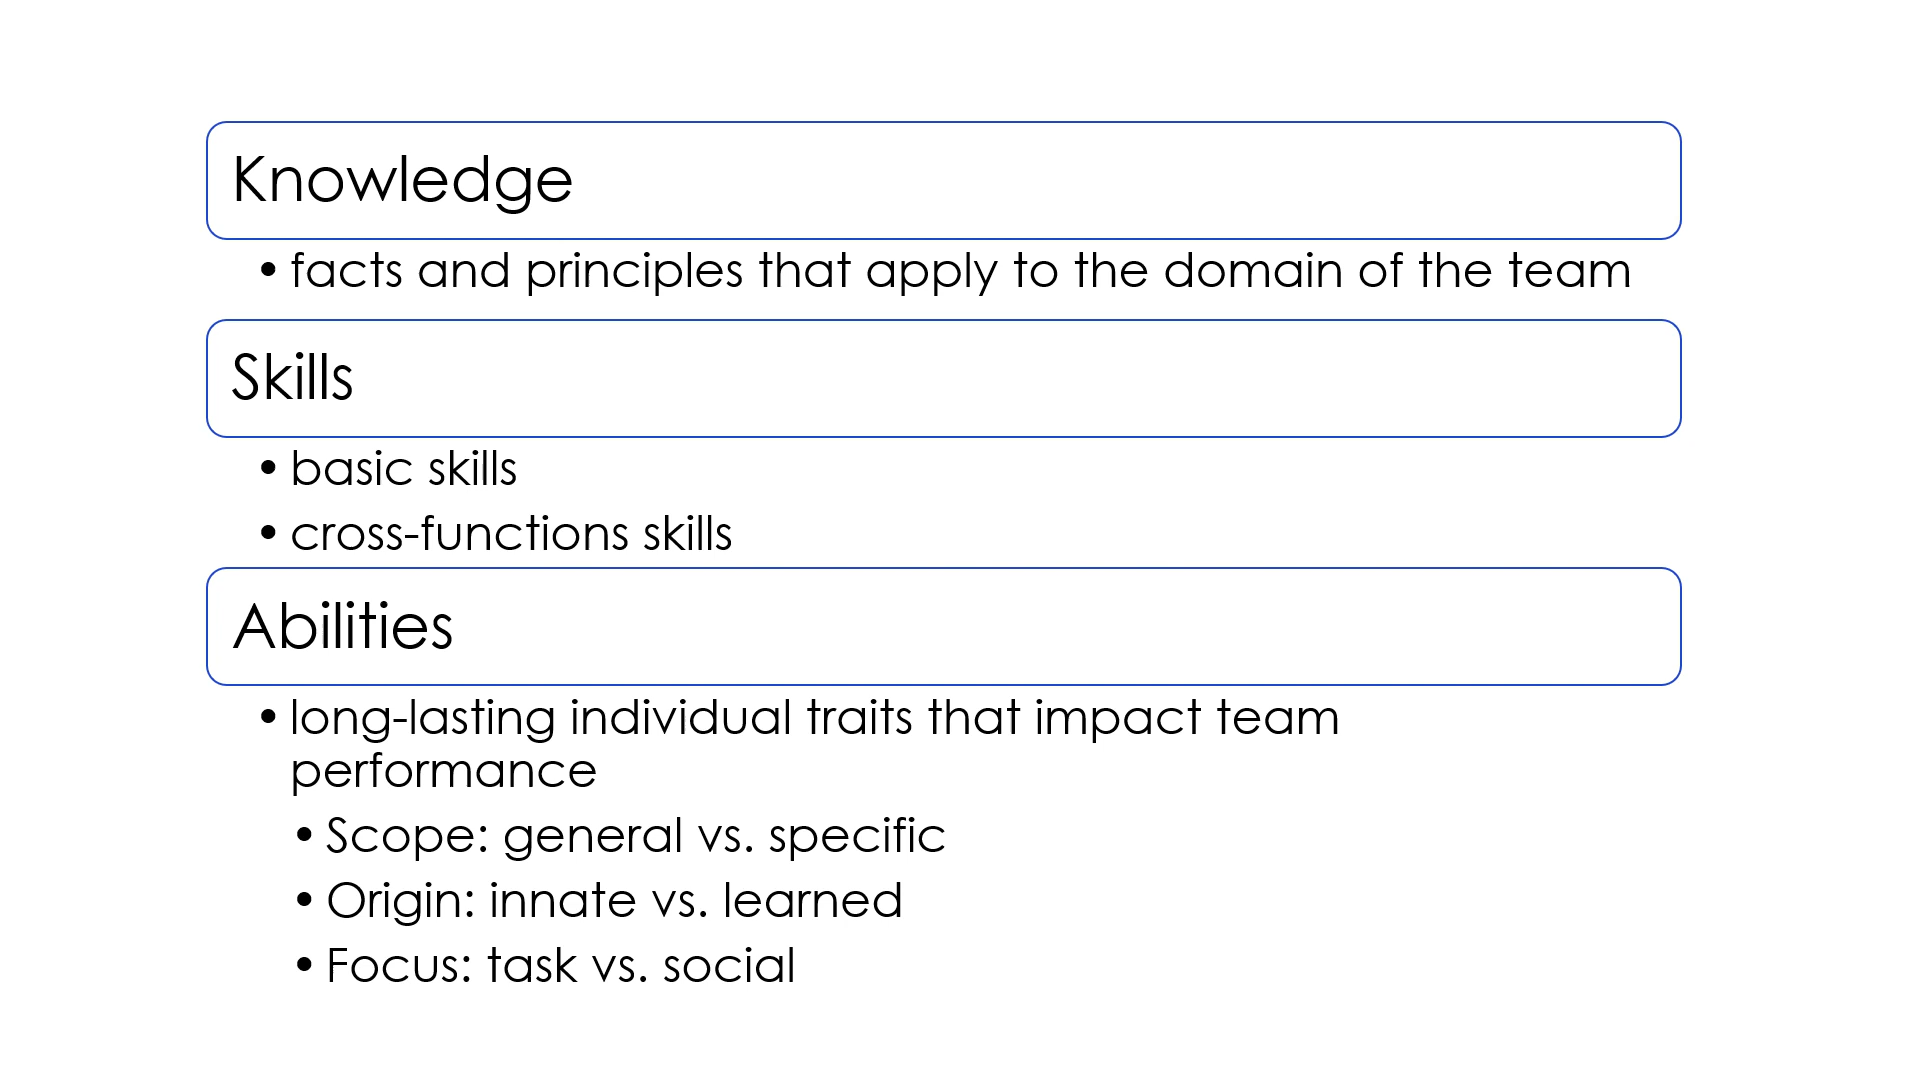 Knowledge
• facts and principles that apply to the domain of the team
Skills
• basic skills
• cross-functions skills
Abilities
• long-lasting individual traits that impact team
performance
• Scope: general vs. specific
• Origin: innate vs. learned
• Focus: task vs. social